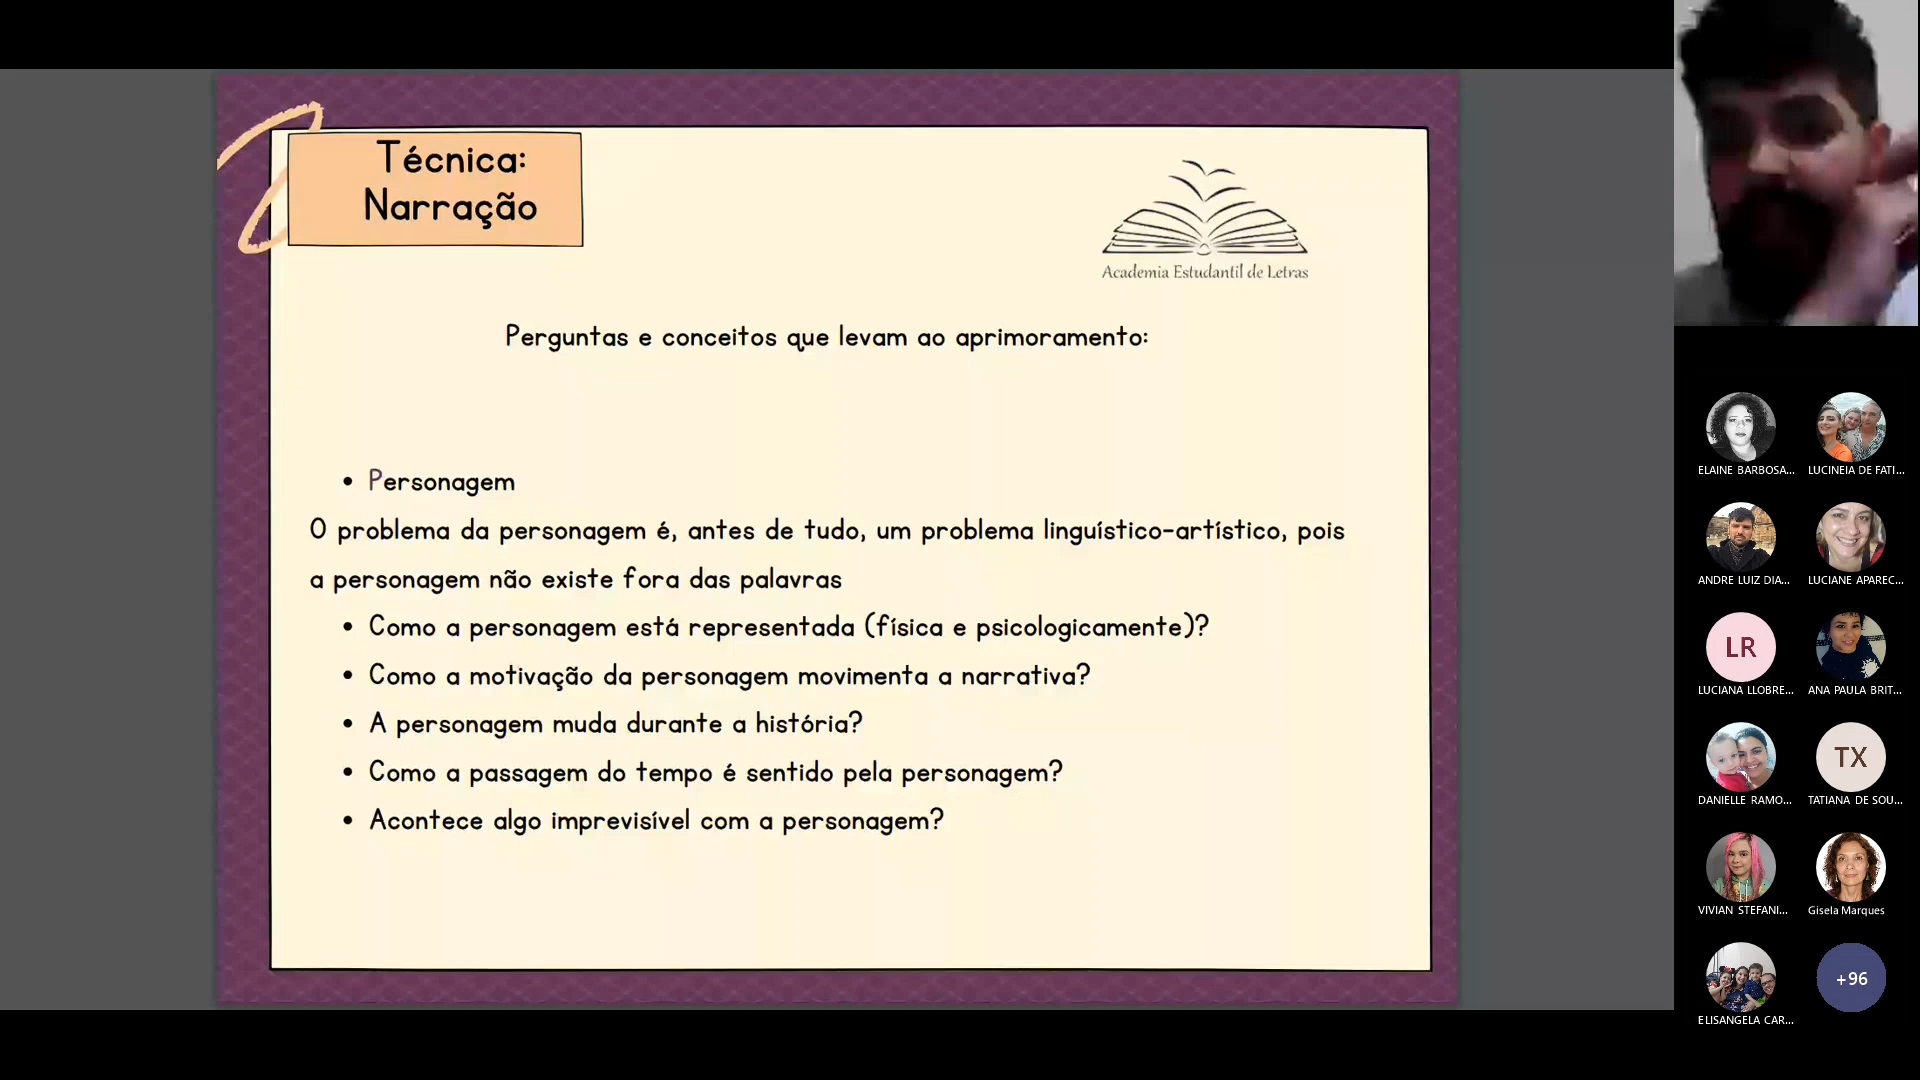 Técnica:
Narração
Academia Estudantil de Letras
Perguntas e conceitos que levam ao aprimoramento:
• Personagem
O problema da personagem é, antes de tudo, um problema linguístico-artístico, pois
a personagem não existe fora das palavras
• Como a personagem está representada (física e psicologicamente)?
• Como a motivação da personagem movimenta a narrativa?
• A personagem muda durante a história?
• Como a passagem do tempo é sentido pela personagem?
• Acontece algo imprevisível com a personagem?
ELAINE BARBOSA...
LUCINEIA DE FATI...
ANDRE LUIZ DIA...
LUCIANE APAREC...
LR
LUCIANA LLOBRE...
ANA PAULA BRIT...
DANIELLE RAMO...
TX
TATIANA DE SOU...
VIVIAN STEFANI...
Gisela Marques
ELISANGELA CAR...
+96